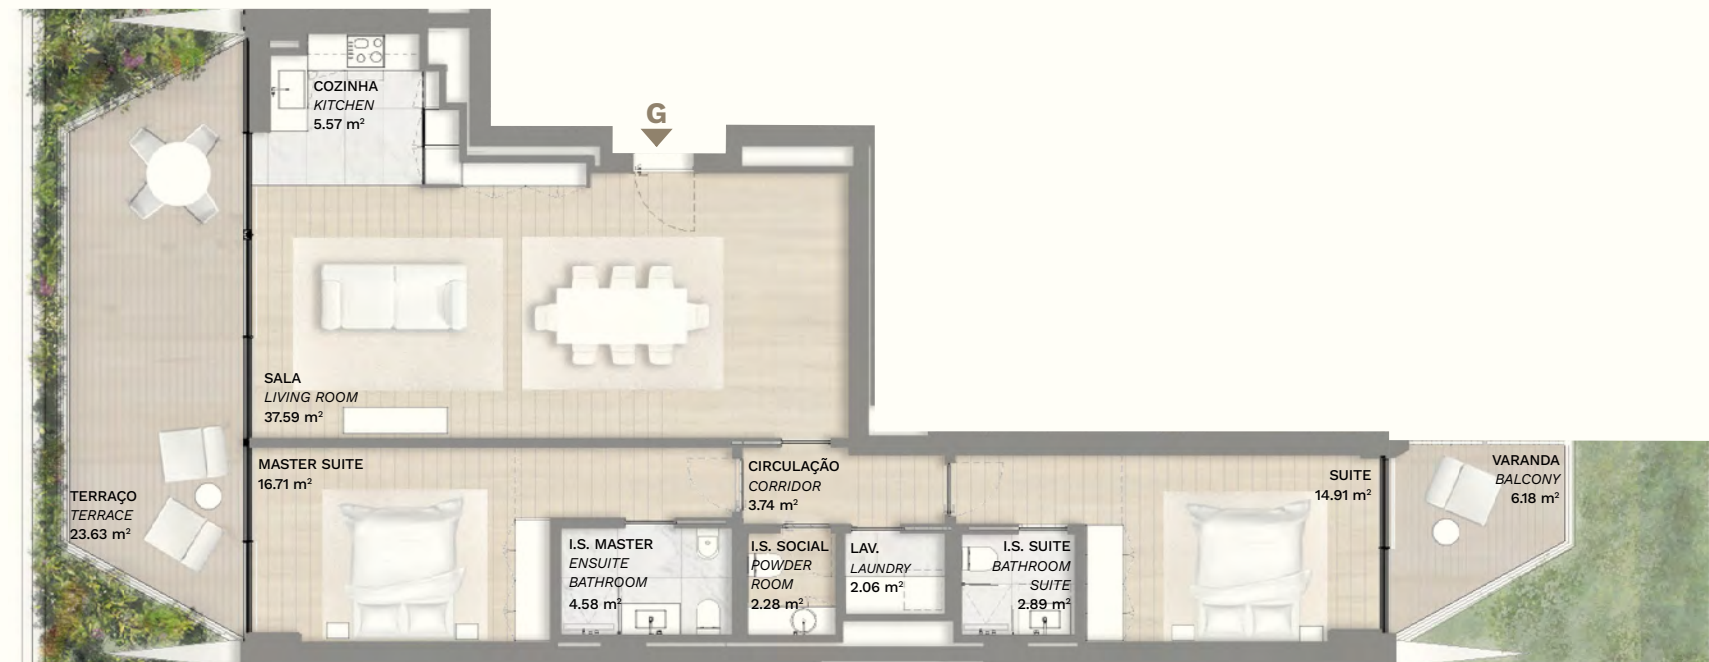 COZINHA
KITCHEN
5.57 m²
G
SALA
LIVING ROOM
37.59 m²
MASTER SUITE
16.71 m²
TERRAÇO
TERRACE
23.63 m²
CIRCULAÇÃO
CORRIDOR
3.74 m²
I.S. MASTER
ENSUITE
BATHROOM
4.58 m²
I.S. SOCIAL
POWDER
ROOM
2.28 m²
LAV.
LAUNDRY
2.06 m²
I.S. SUITE
BATHROOM
SUITE
2.89 m²
SUITE
14.91 m²
VARANDA
BALCONY
6.18 m²